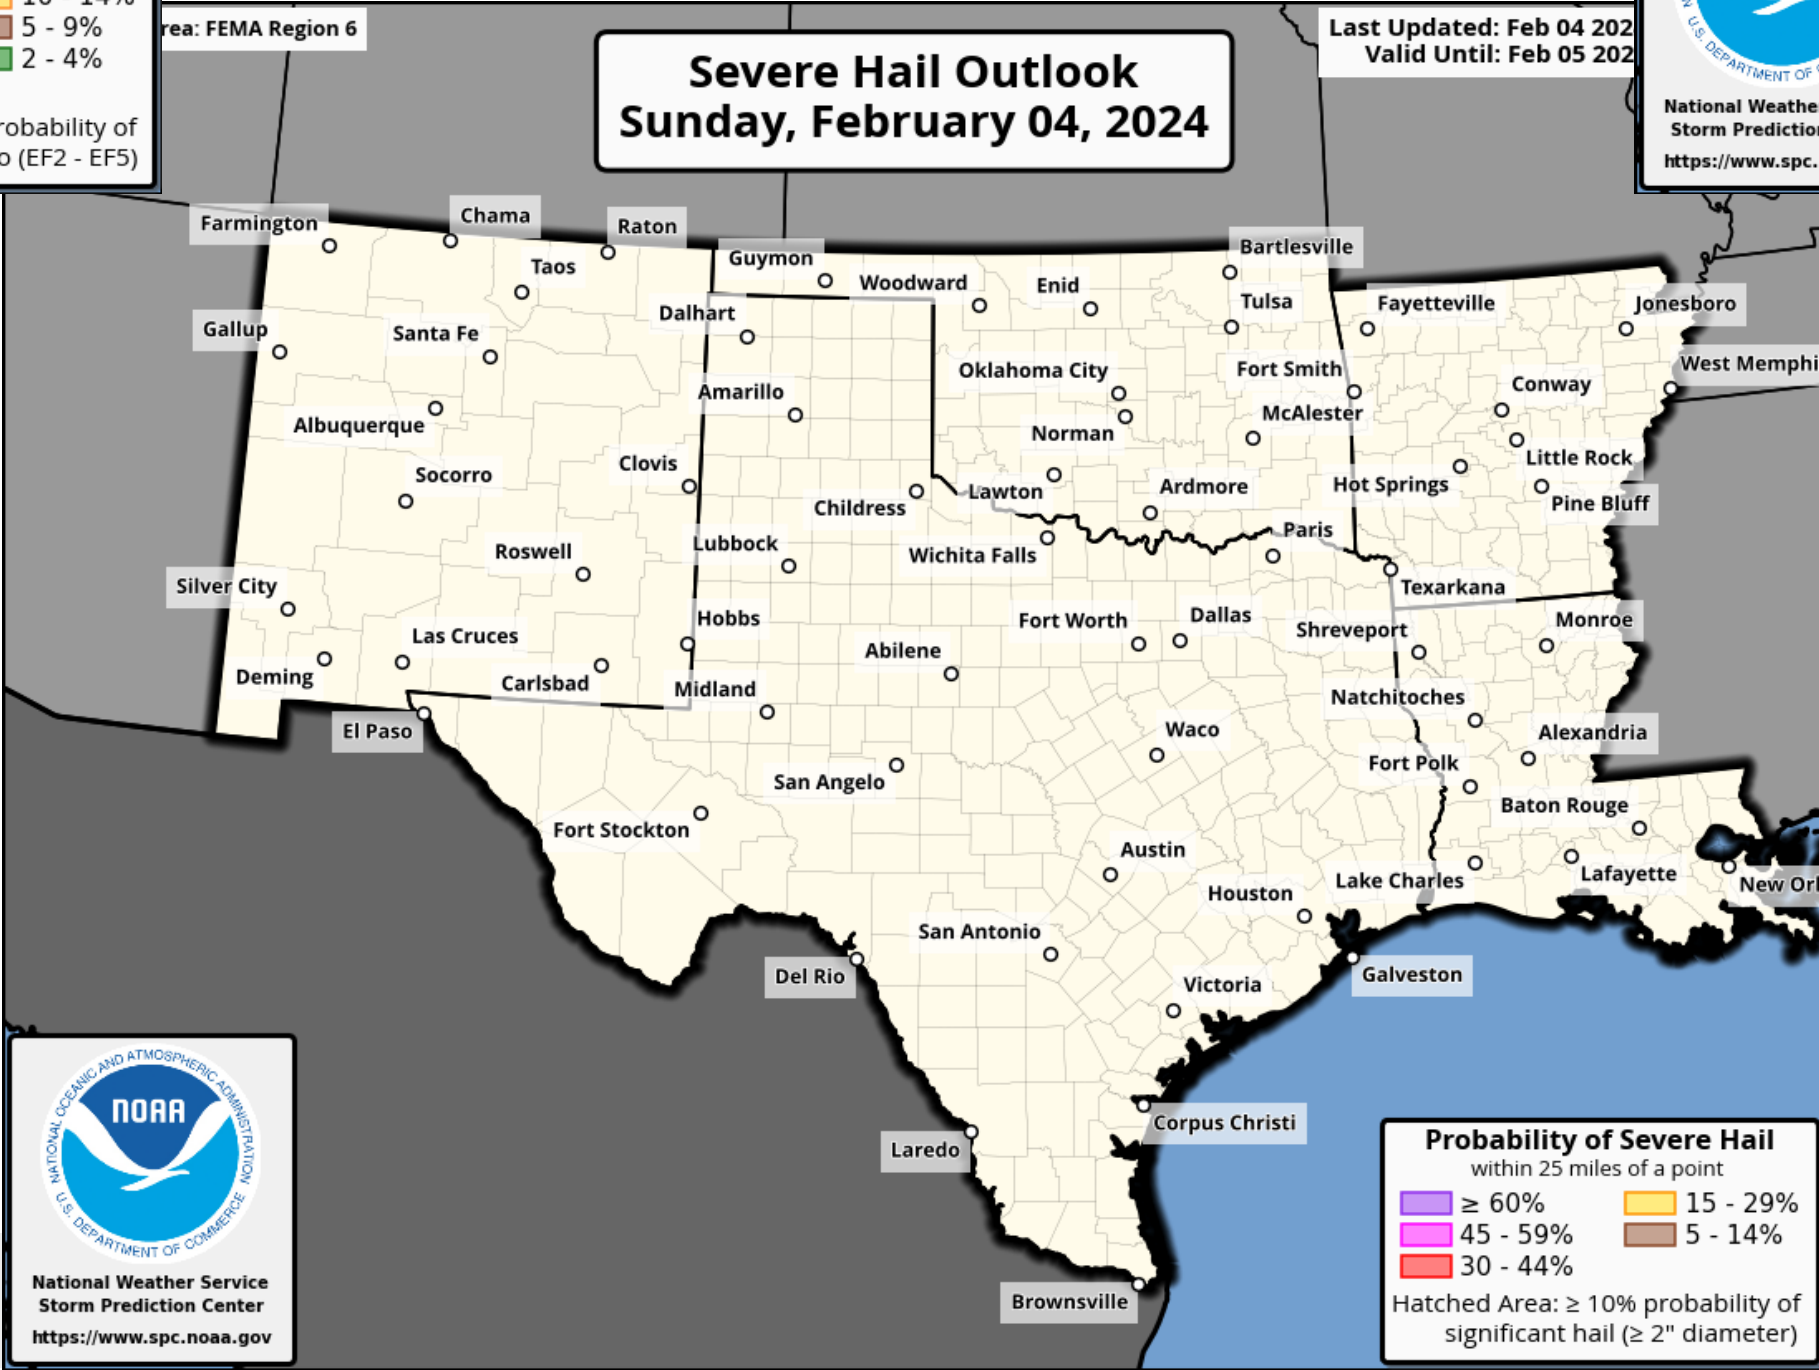 5 - 9%
2 - 4%
robability of
o (EF2 - EF5)
rea: FEMA Region 6
Severe Hail Outlook
Sunday, February 04, 2024
Last Updated: Feb 04 202
Valid Until: Feb 05 202
U.S. DEPARTMENT OF
National Weathe
Storm Prediction
https://www.spc.
Farmington
Chama
Raton
Taos
Guymon
Woodward
Enid
Bartlesville
Tulsa
Fayetteville
Jonesboro
Gallup
Santa Fe
Dalhart
Oklahoma City
Fort Smith
West Memphi
Amarillo
Conway
Albuquerque
McAlester
Norman
Socorro
Clovis
Little Rock
Childress
Lawton
Ardmore
Hot Springs
Pine Bluff
Roswell
Lubbock
Wichita Falls
Paris
Silver City
Texarkana
Hobbs
Fort Worth
Dallas
Shreveport
Monroe
Las Cruces
Abilene
Deming
Carlsbad
Midland
Natchitoches
El Paso
Waco
Alexandria
San Angelo
Fort Polk
Fort Stockton
Baton Rouge
Austin
Lake Charles
Lafayette
New Orl
Houston
San Antonio
Del Rio
Victoria
Galveston
Corpus Christi
Laredo
Brownsville
NATIONAL OCEANIC AND ATMOSPHERIC ADMINISTRATION
NOAA
U.S. DEPARTMENT OF COMMERCE
National Weather Service
Storm Prediction Center
https://www.spc.noaa.gov
Probability of Severe Hail
within 25 miles of a point
≥ 60% 15 - 29%
45 - 59% 5 - 14%
30 - 44%
Hatched Area: ≥ 10% probability of
significant hail (≥ 2" diameter)